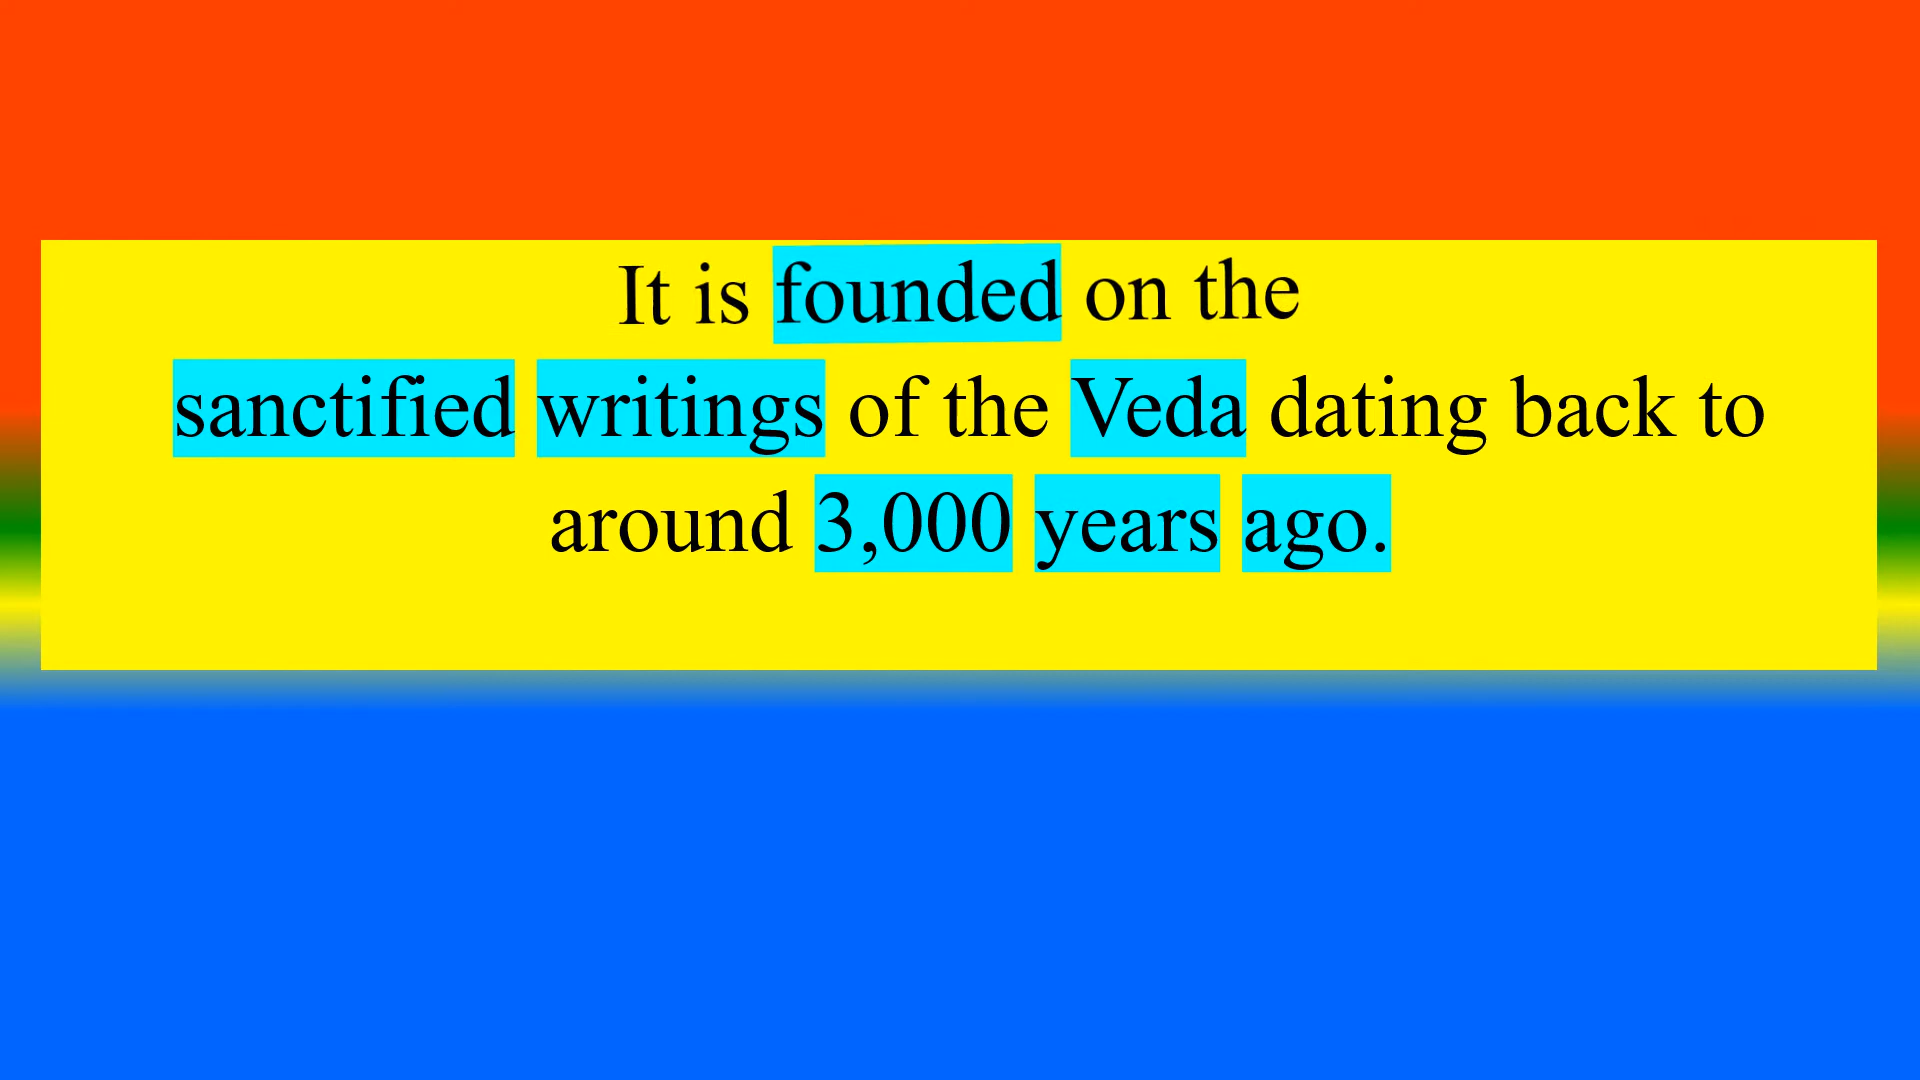 It is founded on the
sanctified writings of the Veda dating back to
around 3,000 years ago.